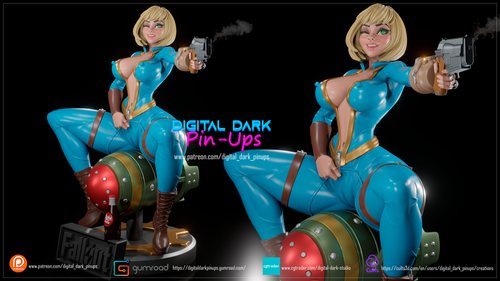 DIGITAL DARK
Pin-Ups
www.patreon.com/digital_dark_pinups
Fallout
www.patreon.com/digital_dark_pinups
gumroad
https://digitaldarkpinups.gumroad.com/
cgtrader
https://www.cgtrader.com/digital-dark-studio
https://cults3d.com/en/users/digital_dark_pinups/creations